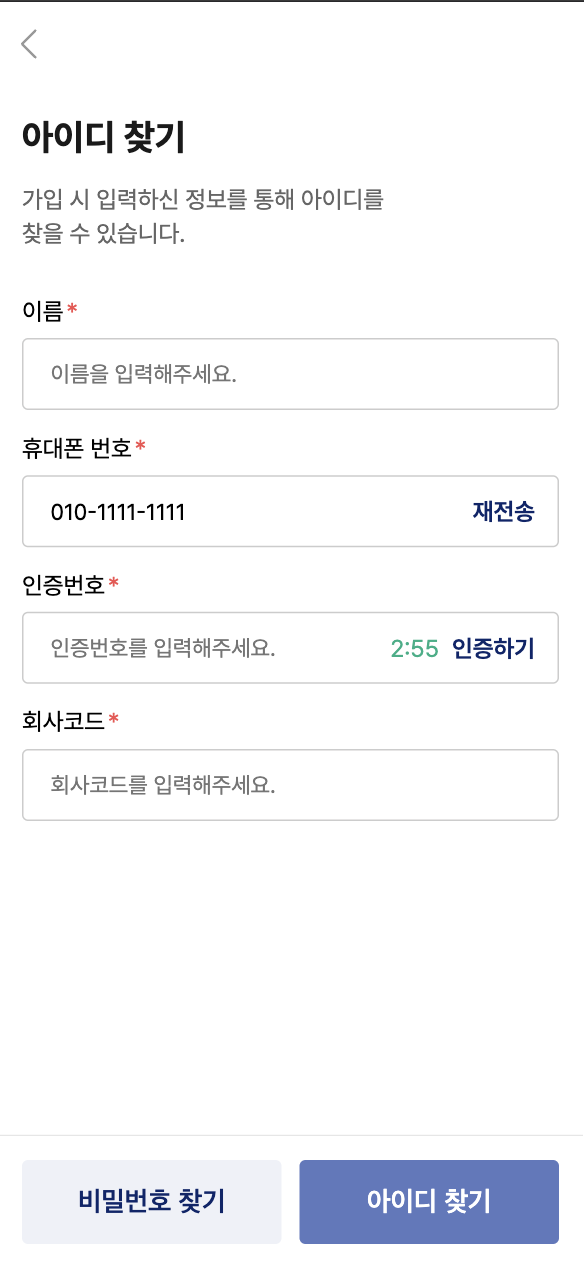 아이디 찾기
가입 시 입력하신 정보를 통해 아이디를
찾을 수 있습니다.
이름*
이름을 입력해주세요.
휴대폰 번호*
010-1111-1111 재전송
인증번호*
인증번호를 입력해주세요. 2:55 인증하기
회사코드*
회사코드를 입력해주세요.
비밀번호 찾기 아이디 찾기